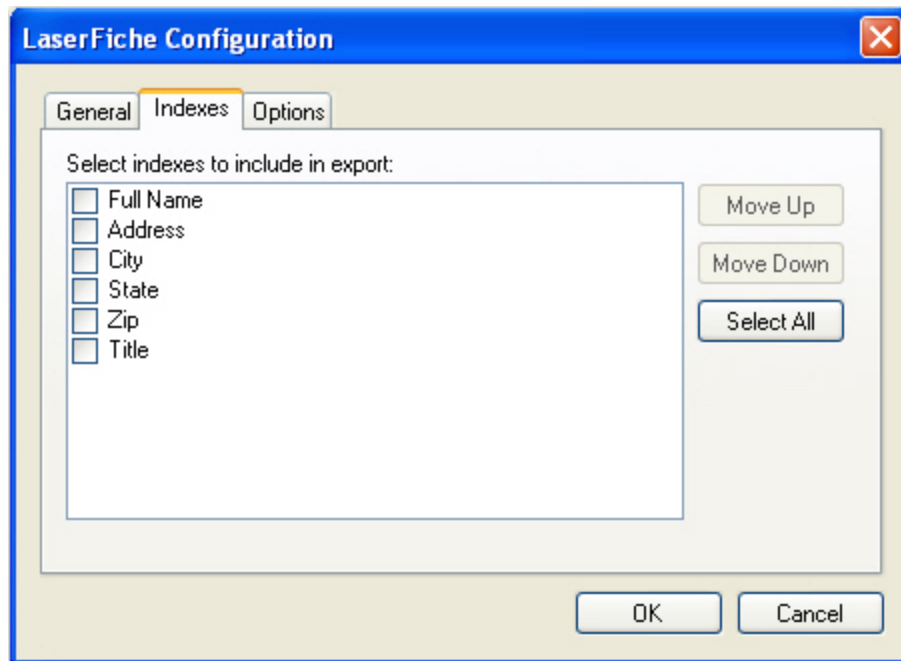 LaserFiche Configuration
General Indexes Options
Select indexes to include in export:
Full Name
Address
City
State
Zip
Title
Move Up
Move Down
Select All
OK Cancel